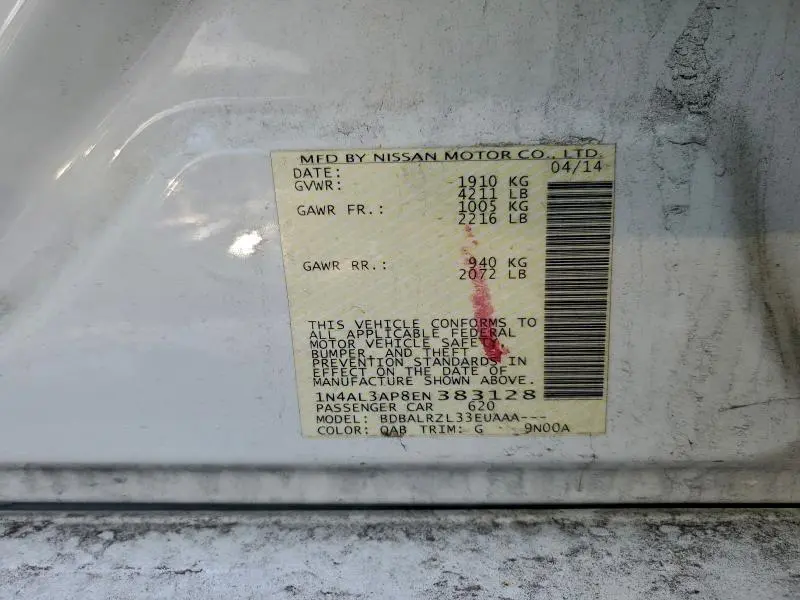 MFD BY NISSAN MOTOR CO., LTD.
DATE: 04/14
GVWR: 1910 KG
4211 LB
GAWR FR.: 1005 KG
2216 LB
GAWR RR.: 940 KG
2072 LB
THIS VEHICLE CONFORMS TO
ALL APPLICABLE FEDERAL
MOTOR VEHICLE SAFETY,
BUMPER, AND THEFT
PREVENTION STANDARDS IN
EFFECT ON THE DATE OF
MANUFACTURE SHOWN ABOVE.
1N4AL3AP8EN383128
PASSENGER CAR 620
MODEL: BDBALRZL33EUAAA---
COLOR: QAB TRIM: G 9N00A